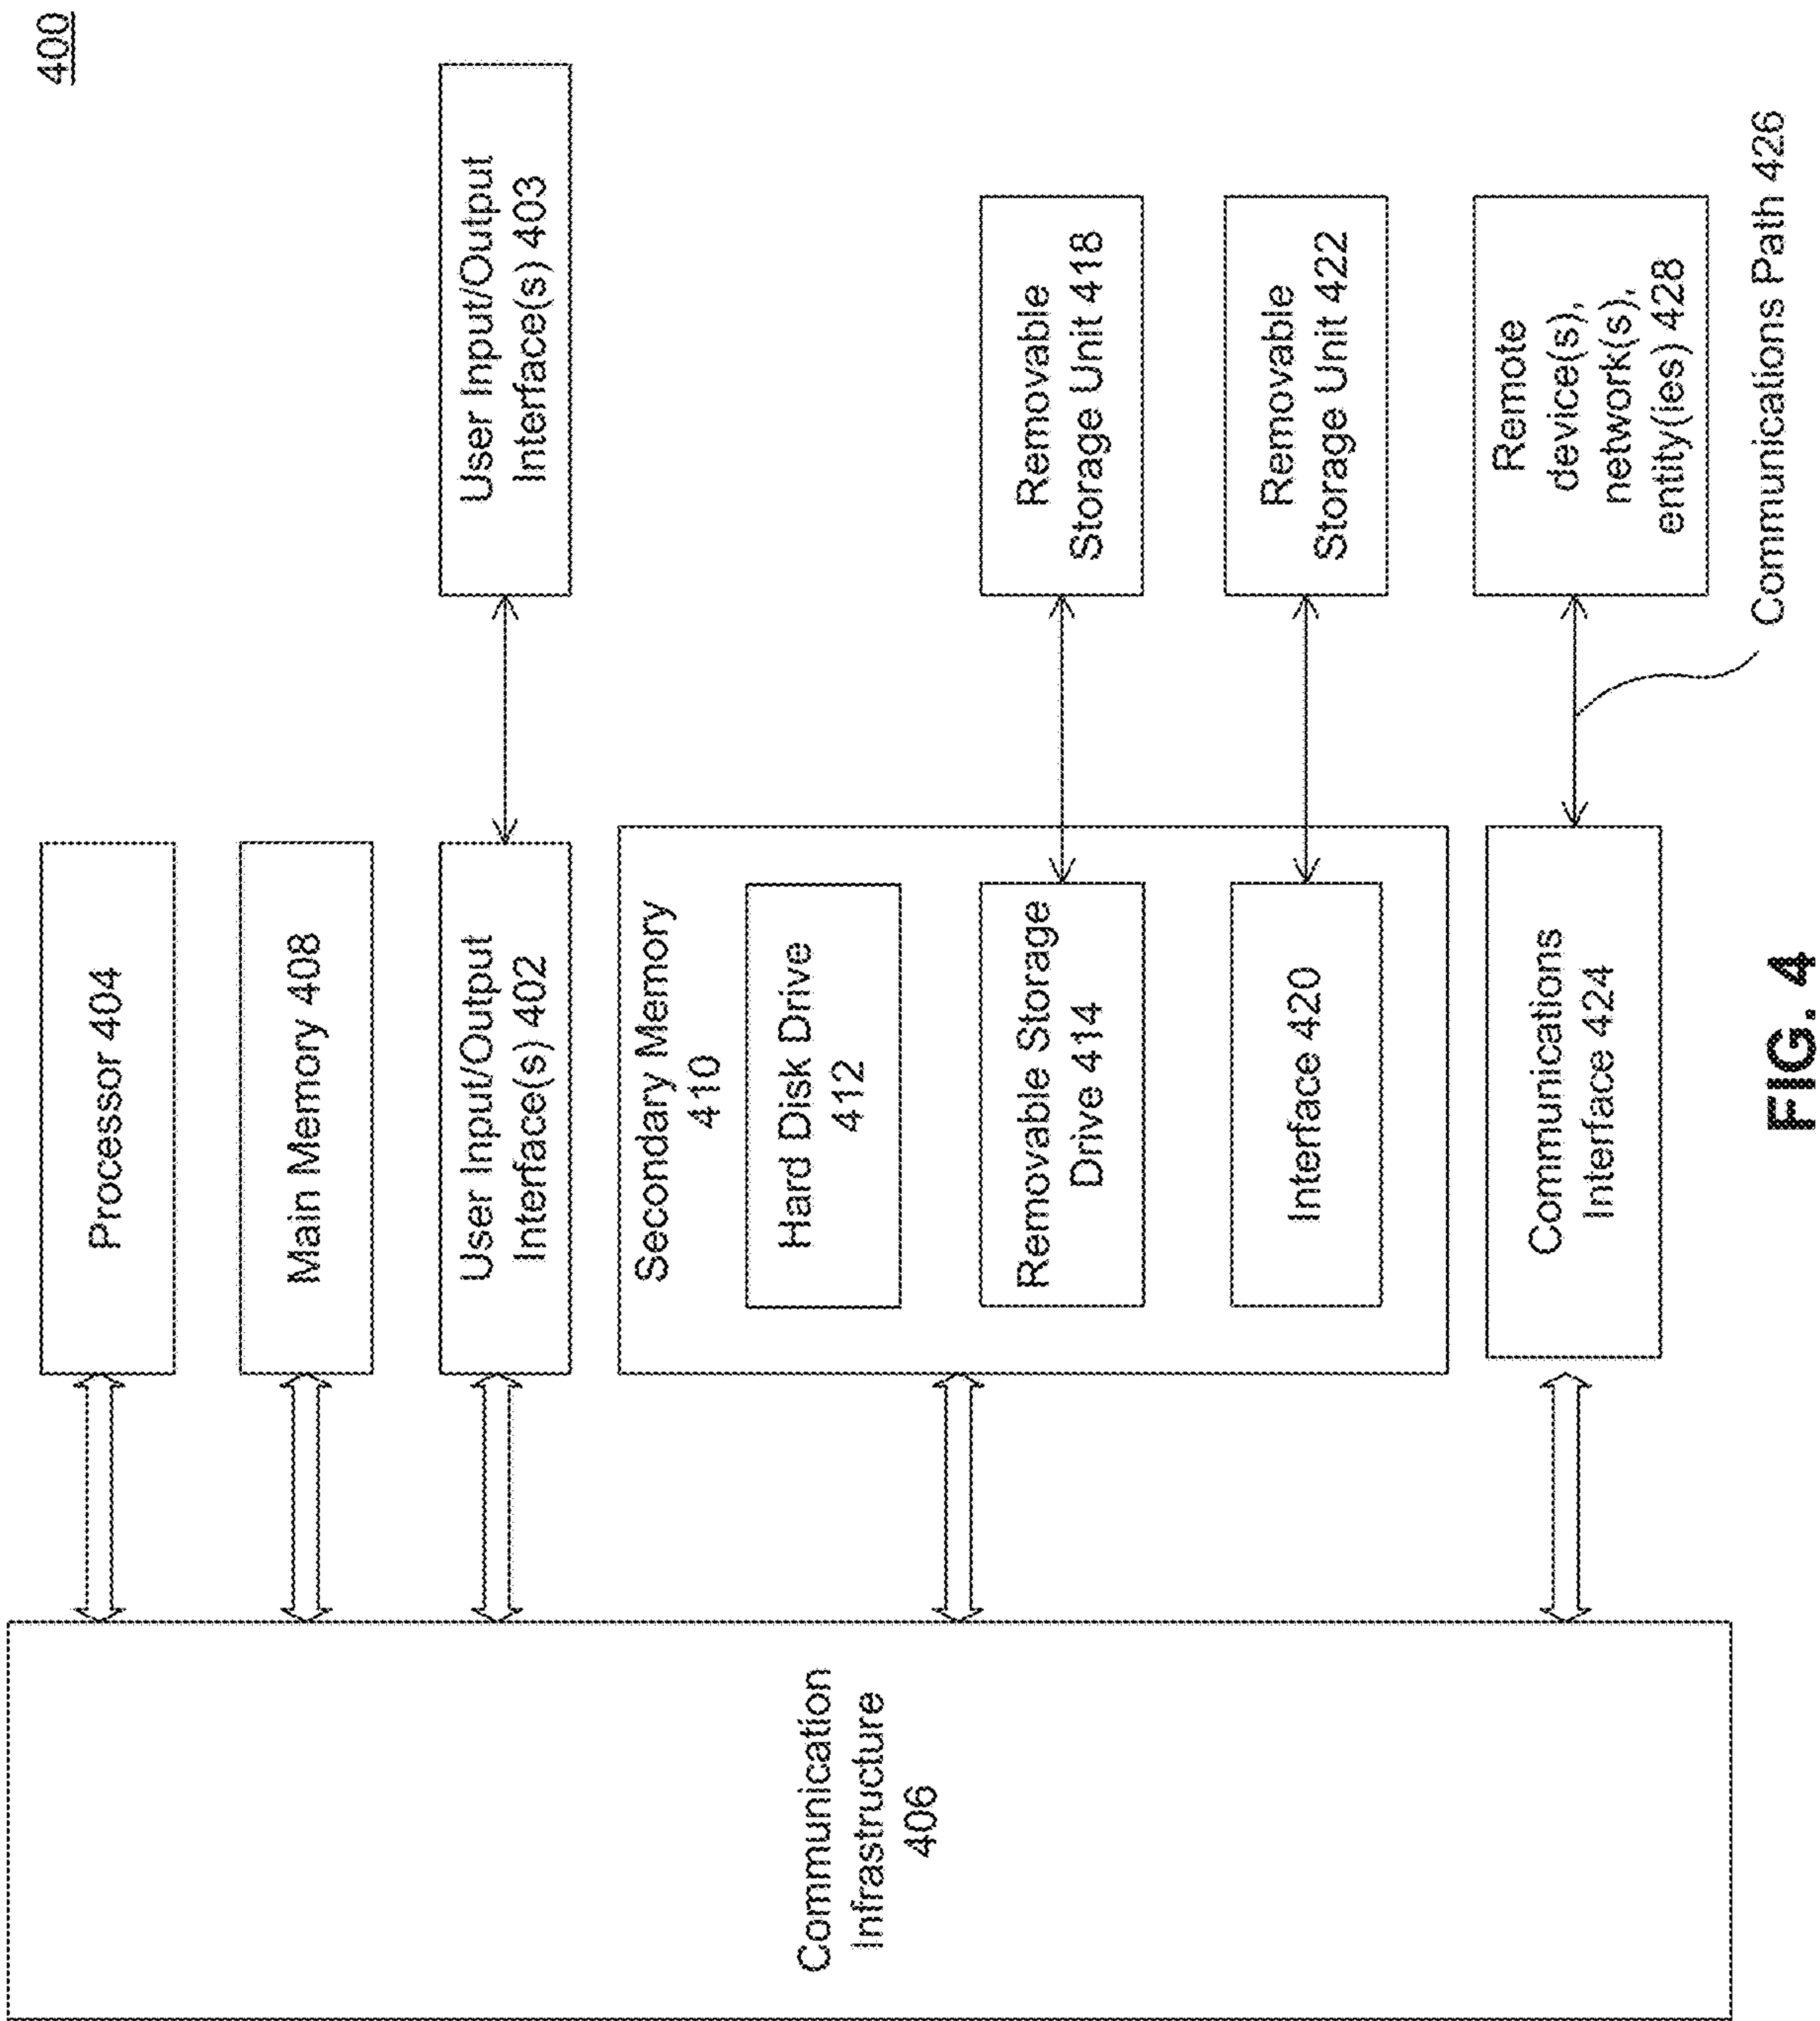 400
Processor 404
Main Memory 408
User Input/Output
Interface(s) 402
User Input/Output
Interface(s) 403
Communication
Infrastructure
406
Secondary Memory
410
Hard Disk Drive
412
Removable Storage
Drive 414
Removable
Storage Unit 418
Interface 420
Removable
Storage Unit 422
Communications
Interface 424
Remote
device(s),
network(s),
entity(ies) 428
Communications Path 426
FIG. 4